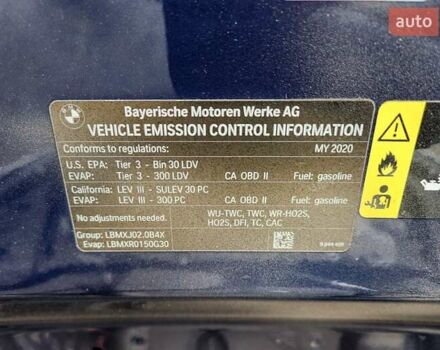 auto
BMW
Bayerische Motoren Werke AG
VEHICLE EMISSION CONTROL INFORMATION
Conforms to regulations: MY 2020
U.S. EPA: Tier 3 - Bin 30 LDV
EVAP: Tier 3 - 300 LDV CA OBD II Fuel: gasoline
California: LEV III - SULEV 30 PC
EVAP: LEV III - 300 PC CA OBD II Fuel: gasoline
No adjustments needed. WU-TWC, TWC, WR-HO2S,
HO2S, DFI, TC, CAC
Group: LBMXJ02.0B4X
Evap: LBMXR0150G30